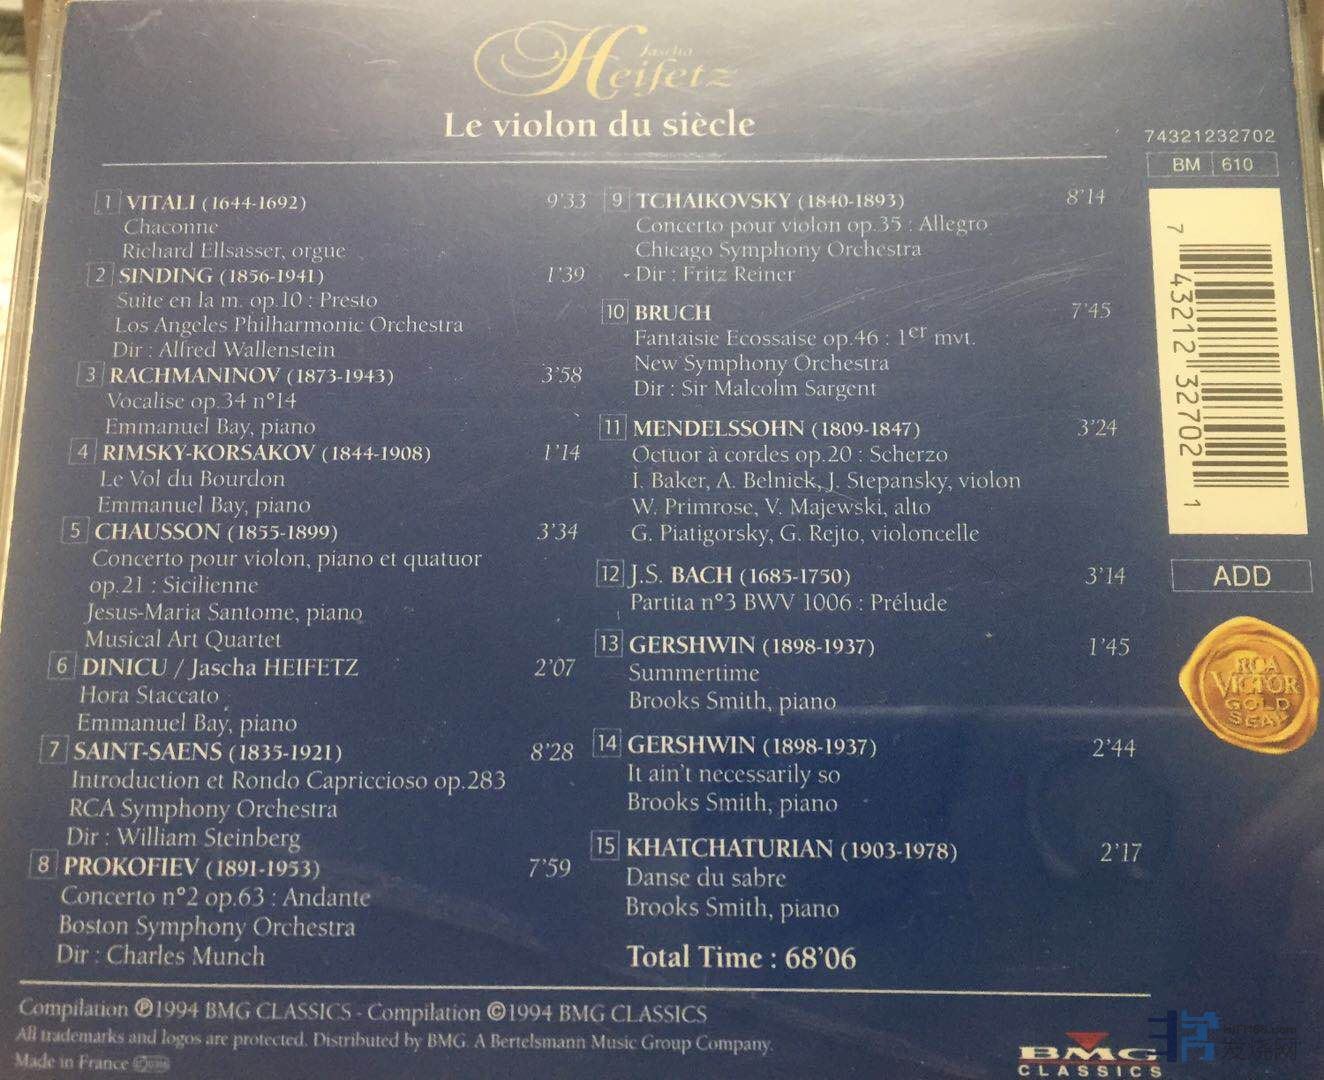 Jascha
Heifetz
Le violon du siècle
74321232702
BM 610
1 VITALI (1644-1692) 9'33
Chaconne
Richard Ellsasser, orgue
2 SINDING (1856-1941) 1'39
Suite en la m. op.10 : Presto
Los Angeles Philharmonic Orchestra
Dir : Alfred Wallenstein
3 RACHMANINOV (1873-1943) 3'58
Vocalise op.34 n°14
Emmanuel Bay, piano
4 RIMSKY-KORSAKOV (1844-1908) 1'14
Le Vol du Bourdon
Emmanuel Bay, piano
5 CHAUSSON (1855-1899) 3'34
Concerto pour violon, piano et quatuor
op.21 : Sicilienne
Jesus-Maria Santome, piano
Musical Art Quartet
6 DINICU / Jascha HEIFETZ 2'07
Hora Staccato
Emmanuel Bay, piano
7 SAINT-SAENS (1835-1921) 8'28
Introduction et Rondo Capriccioso op.283
RCA Symphony Orchestra
Dir : William Steinberg
8 PROKOFIEV (1891-1953) 7'59
Concerto n°2 op.63 : Andante
Boston Symphony Orchestra
Dir : Charles Munch
9 TCHAIKOVSKY (1840-1893) 8'14
Concerto pour violon op.35 : Allegro
Chicago Symphony Orchestra
Dir : Fritz Reiner
10 BRUCH 7'45
Fantaisie Ecossaise op.46 : 1er mvt.
New Symphony Orchestra
Dir : Sir Malcolm Sargent
11 MENDELSSOHN (1809-1847) 3'24
Octuor à cordes op.20 : Scherzo
I. Baker, A. Belnick, J. Stepansky, violon
W. Primrose, V. Majewski, alto
G. Piatigorsky, G. Rejto, violoncelle
12 J.S. BACH (1685-1750) 3'14
Partita n°3 BWV 1006 : Prélude
13 GERSHWIN (1898-1937) 1'45
Summertime
Brooks Smith, piano
14 GERSHWIN (1898-1937) 2'44
It ain't necessarily so
Brooks Smith, piano
15 KHATCHATURIAN (1903-1978) 2'17
Danse du sabre
Brooks Smith, piano
Total Time : 68'06
7 43212 32702 1
ADD
RCA
VICTOR
GOLD
SEAL
Compilation ℗1994 BMG CLASSICS - Compilation ©1994 BMG CLASSICS
All trademarks and logos are protected. Distributed by BMG. A Bertelsmann Music Group Company.
Made in France
BMG
CLASSICS
发烧网